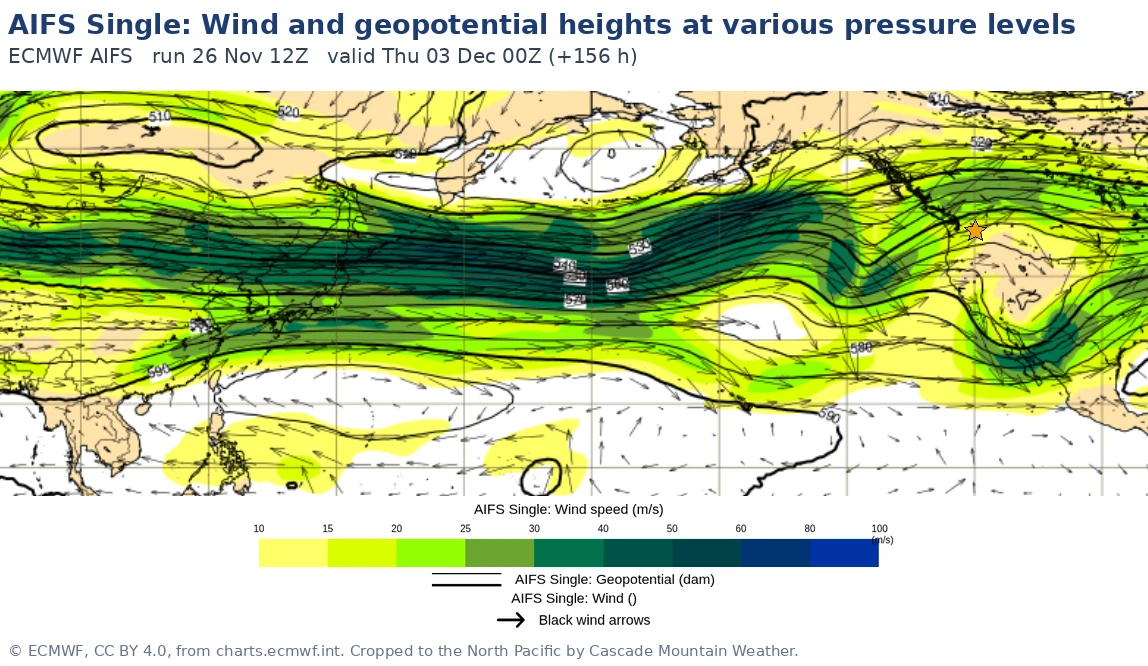 AIFS Single: Wind and geopotential heights at various pressure levels
ECMWF AIFS   run 26 Nov 12Z   valid Thu 03 Dec 00Z (+156 h)
510
520
510
520
550
560
570
580
590
590
AIFS Single: Wind speed (m/s)
10 15 20 25 30 40 50 60 80 100
(m/s)
AIFS Single: Geopotential (dam)
AIFS Single: Wind ()
Black wind arrows
© ECMWF, CC BY 4.0, from charts.ecmwf.int. Cropped to the North Pacific by Cascade Mountain Weather.